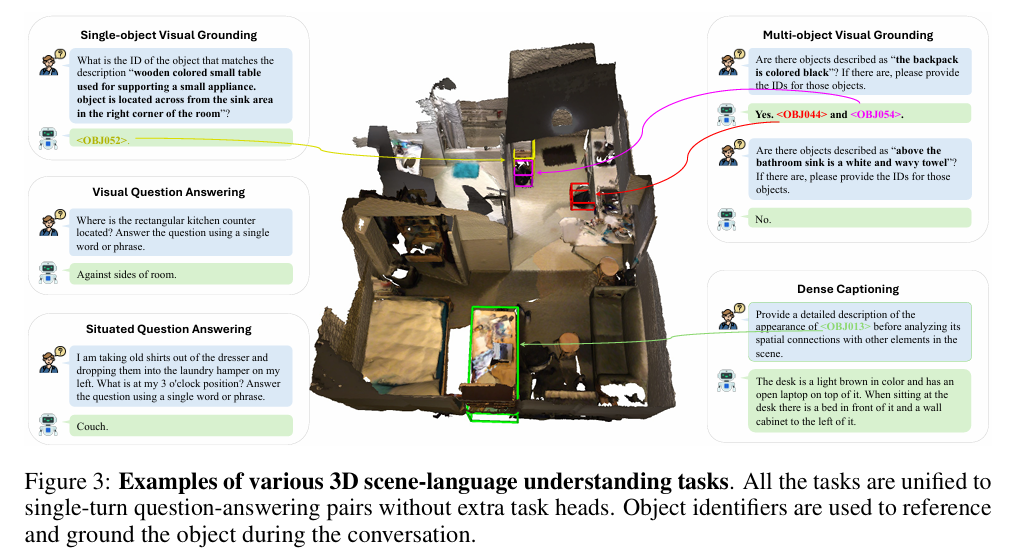 Single-object Visual Grounding
What is the ID of the object that matches the
description “wooden colored small table
used for supporting a small appliance.
object is located across from the sink area
in the right corner of the room”?
<OBJ052>.
Visual Question Answering
Where is the rectangular kitchen counter
located? Answer the question using a single
word or phrase.
Against sides of room.
Situated Question Answering
I am taking old shirts out of the dresser and
dropping them into the laundry hamper on my
left. What is at my 3 o'clock position? Answer
the question using a single word or phrase.
Couch.
Multi-object Visual Grounding
Are there objects described as “the backpack
is colored black”? If there are, please provide
the IDs for those objects.
Yes. <OBJ044> and <OBJ054>.
Are there objects described as “above the
bathroom sink is a white and wavy towel”?
If there are, please provide the IDs for those
objects.
No.
Dense Captioning
Provide a detailed description of the
appearance of <OBJ013> before analyzing its
spatial connections with other elements in the
scene.
The desk is a light brown in color and has an
open laptop on top of it. When sitting at the
desk there is a bed in front of it and a wall
cabinet to the left of it.
Figure 3: Examples of various 3D scene-language understanding tasks. All the tasks are unified to
single-turn question-answering pairs without extra task heads. Object identifiers are used to reference
and ground the object during the conversation.